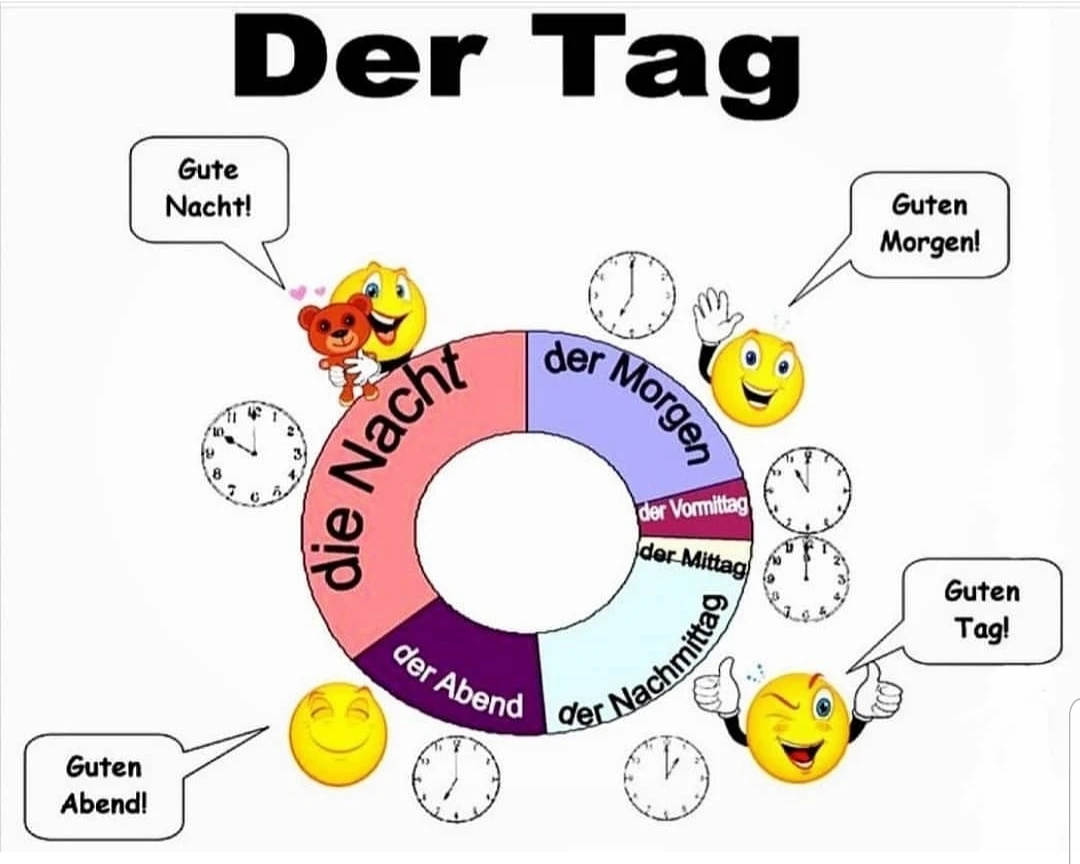 Der Tag
Gute
Nacht!
Guten
Morgen!
die Nacht
der Morgen
der Vormittag
der Mittag
der Nachmittag
der Abend
Guten
Tag!
Guten
Abend!